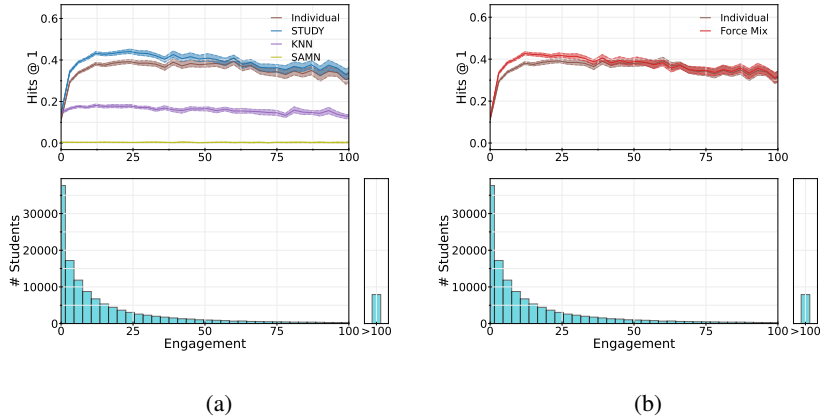 0.6
0.4
0.2
0.0
Hits @ 1
Individual
STUDY
KNN
SAMN
0 25 50 75 100
30000
20000
10000
0
# Students
0 25 50 75 100
>100
Engagement
(a)
0.6
0.4
0.2
0.0
Hits @ 1
Individual
Force Mix
0 25 50 75 100
30000
20000
10000
0
# Students
0 25 50 75 100
>100
Engagement
(b)